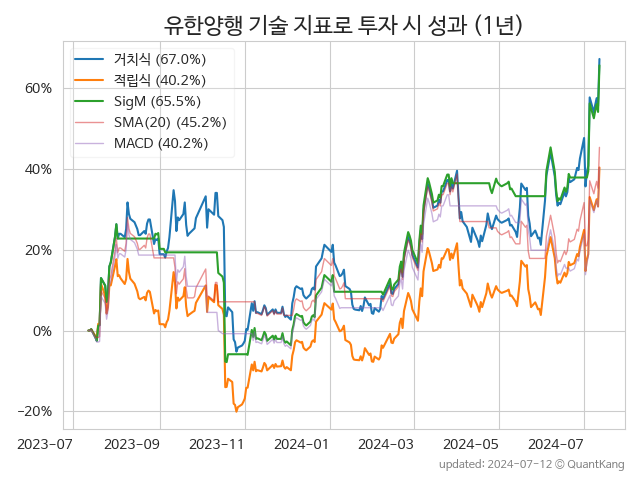 유한양행 기술 지표로 투자 시 성과 (1년)
거치식 (67.0%)
적립식 (40.2%)
SigM (65.5%)
SMA(20) (45.2%)
MACD (40.2%)
60%
40%
20%
0%
−20%
2023-07 2023-09 2023-11 2024-01 2024-03 2024-05 2024-07
updated: 2024-07-12 © QuantKang